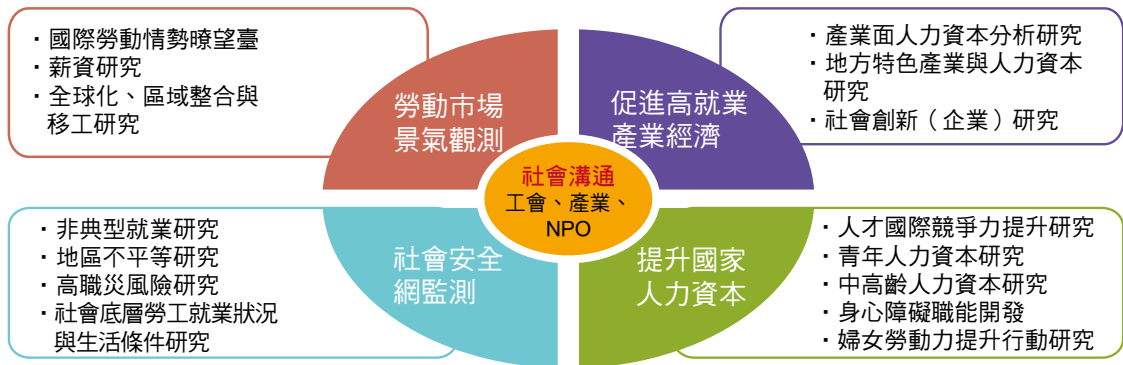 ・國際勞動情勢暸望臺
・薪資研究
・全球化、區域整合與
移工研究
勞動市場
景氣觀測
促進高就業
產業經濟
・產業面人力資本分析研究
・地方特色產業與人力資本
研究
・社會創新（企業）研究
社會溝通
工會、產業、
NPO
・非典型就業研究
・地區不平等研究
・高職災風險研究
・社會底層勞工就業狀況
與生活條件研究
社會安全
網監測
提升國家
人力資本
・人才國際競爭力提升研究
・青年人力資本研究
・中高齡人力資本研究
・身心障礙職能開發
・婦女勞動力提升行動研究